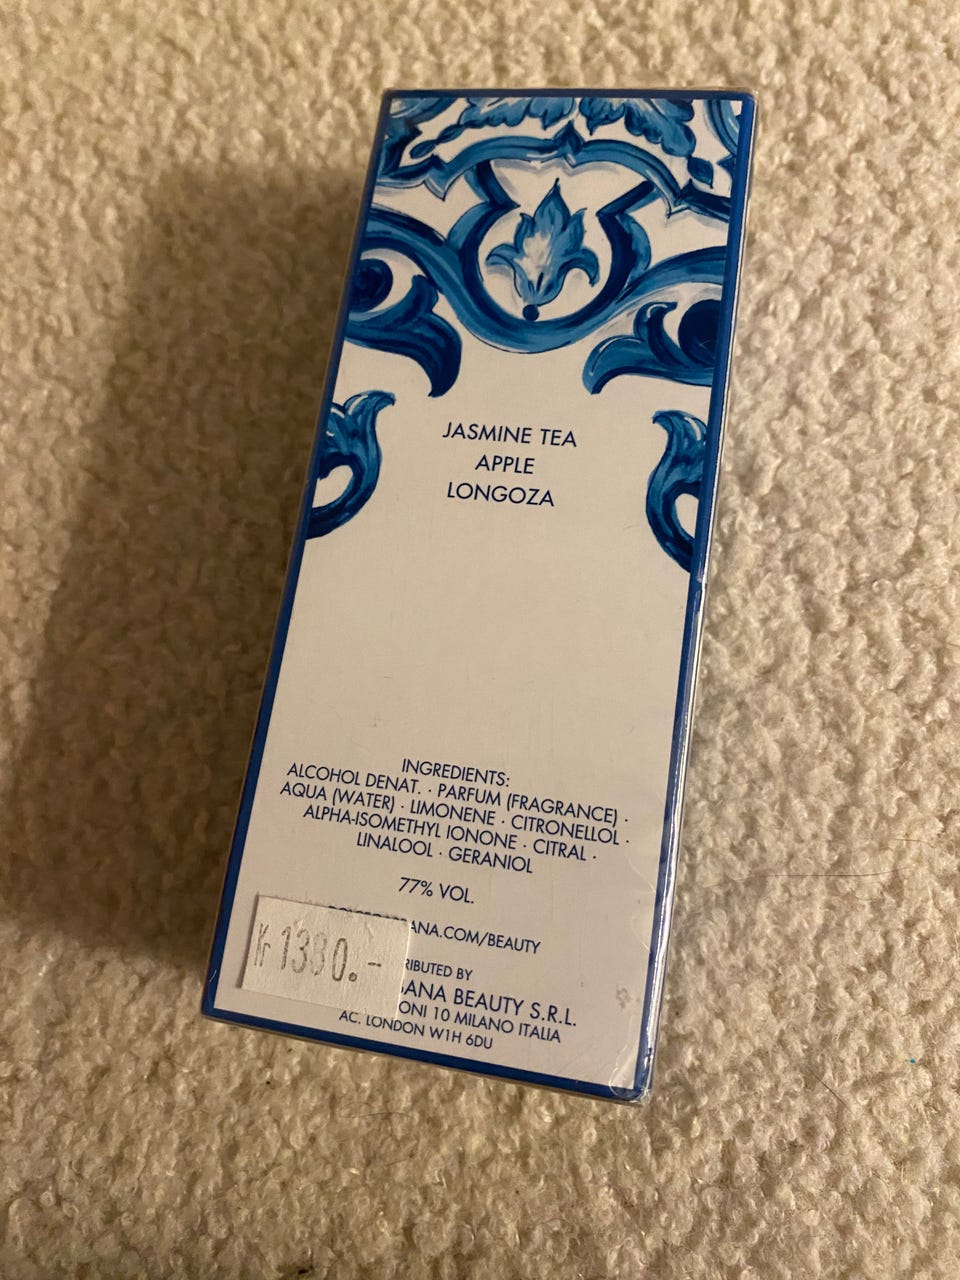 JASMINE TEA
APPLE
LONGOZA
INGREDIENTS:
ALCOHOL DENAT. · PARFUM (FRAGRANCE) ·
AQUA (WATER) · LIMONENE · CITRONELLOL ·
ALPHA-ISOMETHYL IONONE · CITRAL ·
LINALOOL · GERANIOL
77% VOL.
ANA.COM/BEAUTY
RIBUTED BY
ANA BEAUTY S.R.L.
ONI 10 MILANO ITALIA
AC. LONDON W1H 6DU
Kr 1380.-